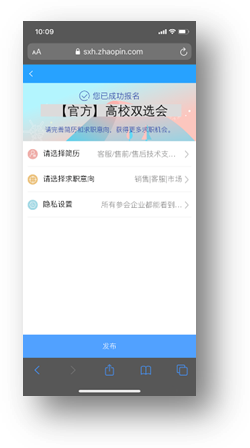 10:09
AA sxh.zhaopin.com
您已成功报名
【官方】高校双选会
请完善简历和求职意向，获得更多求职机会。
请选择简历 客服/售前/售后技术支...
请选择求职意向 销售|客服|市场
隐私设置 所有参会企业都能看到...
发布